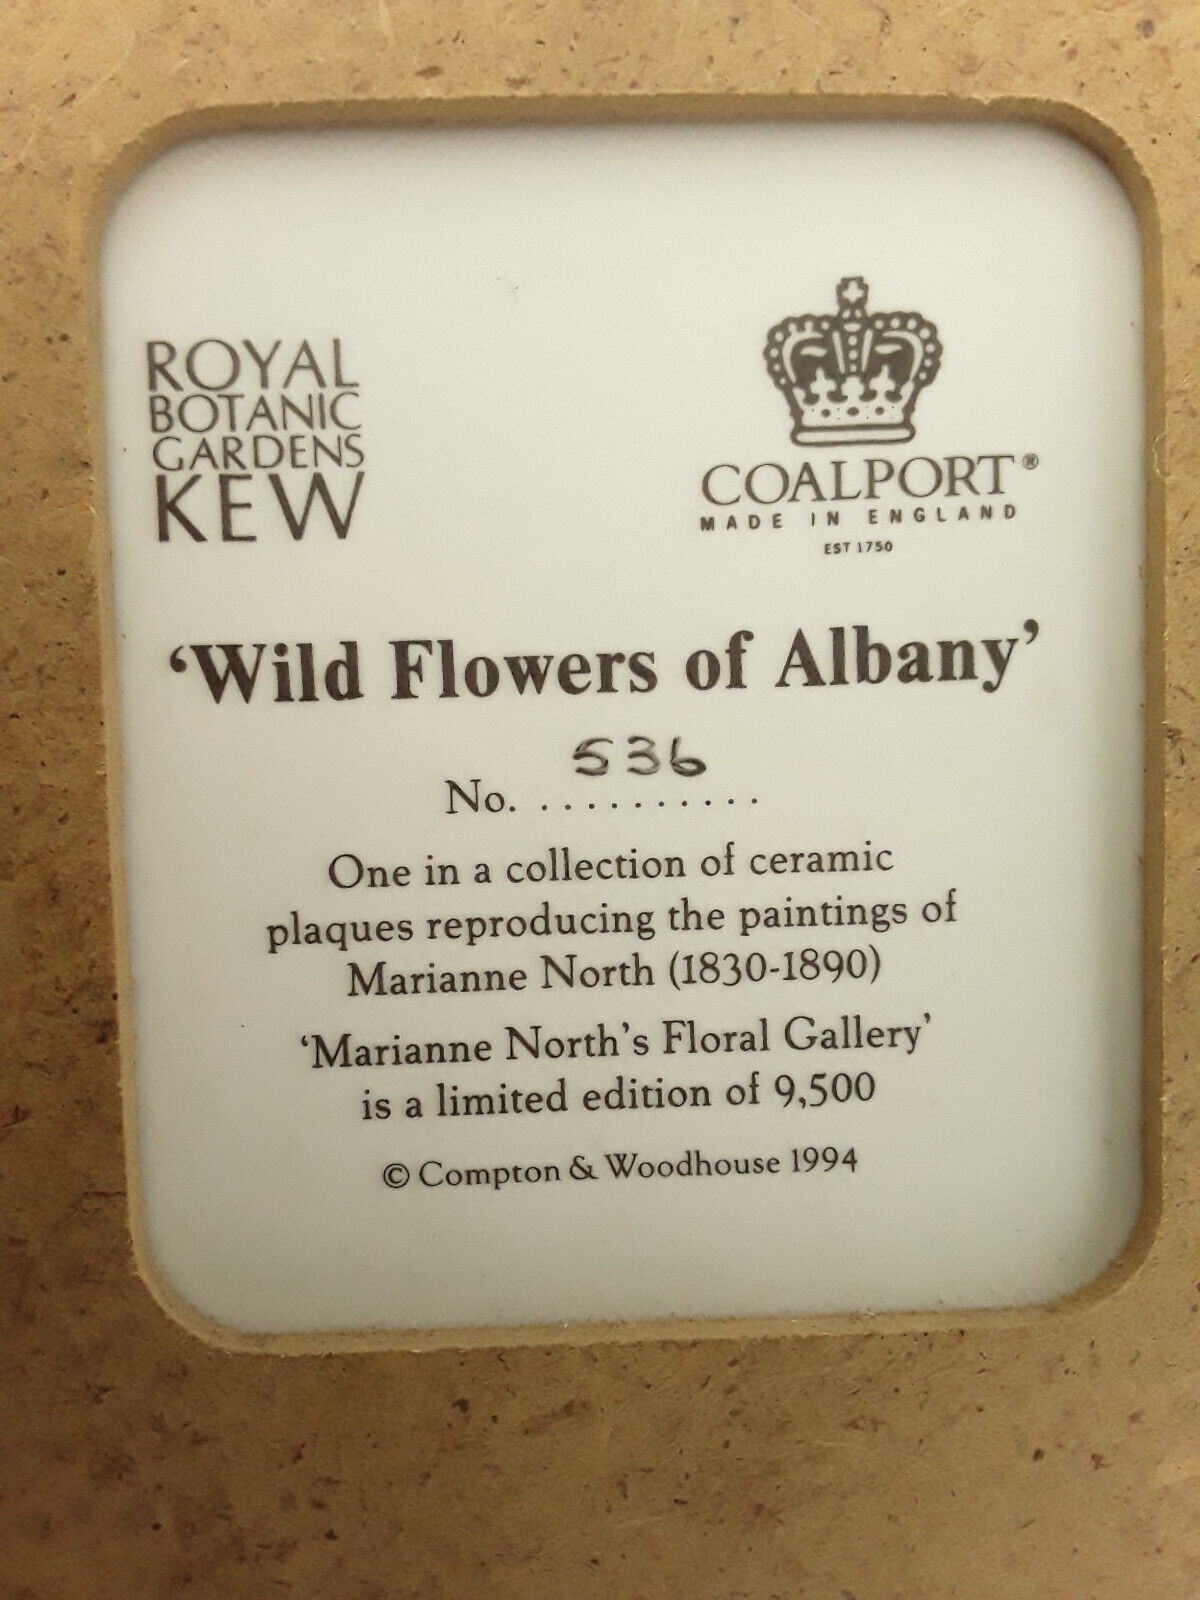 ROYAL
BOTANIC
GARDENS
KEW
COALPORT®
MADE IN ENGLAND
EST 1750
‘Wild Flowers of Albany’
536
No. ...........
One in a collection of ceramic
plaques reproducing the paintings of
Marianne North (1830-1890)
‘Marianne North’s Floral Gallery’
is a limited edition of 9,500
© Compton & Woodhouse 1994